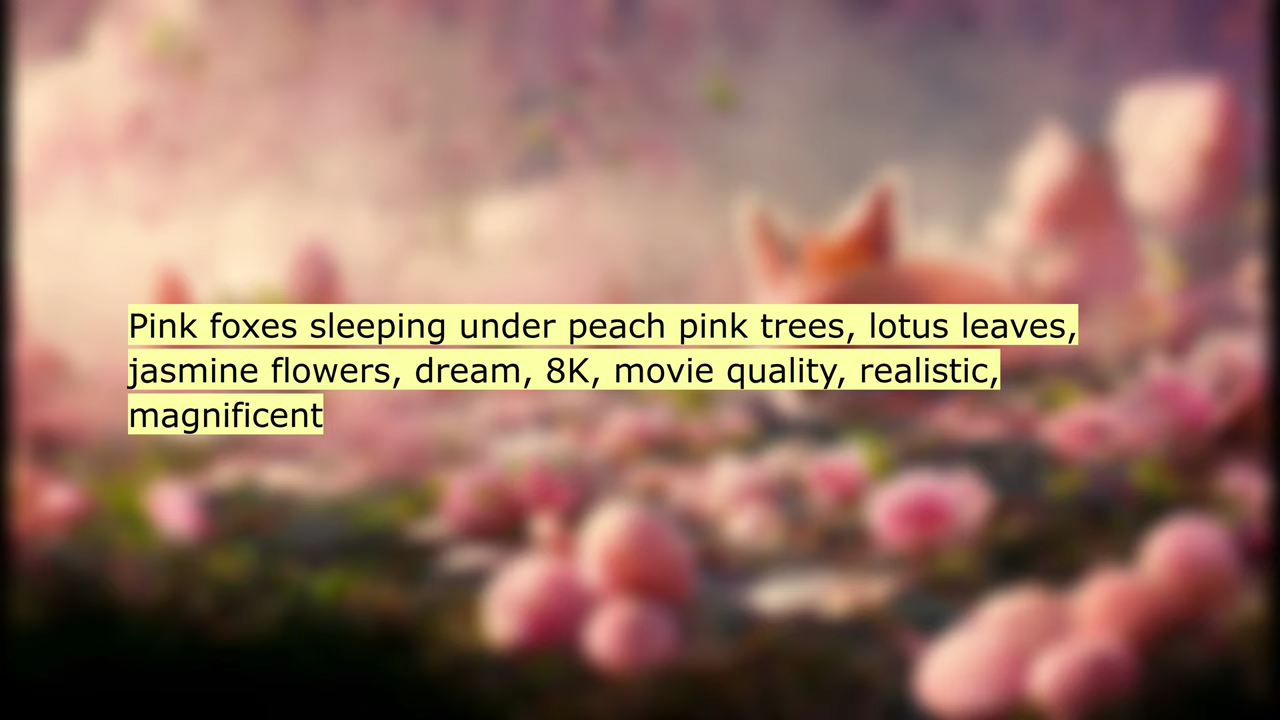 Pink foxes sleeping under peach pink trees, lotus leaves,
jasmine flowers, dream, 8K, movie quality, realistic,
magnificent